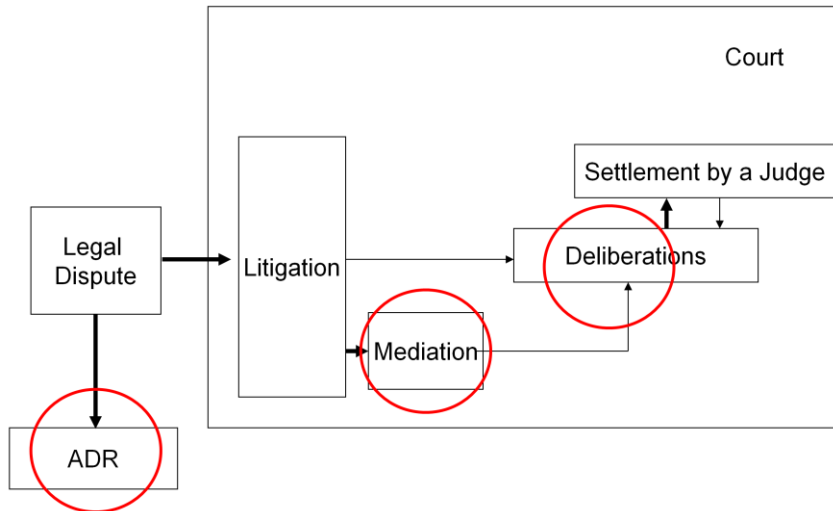 Court
Settlement by a Judge
Legal
Dispute
Litigation
Deliberations
Mediation
ADR